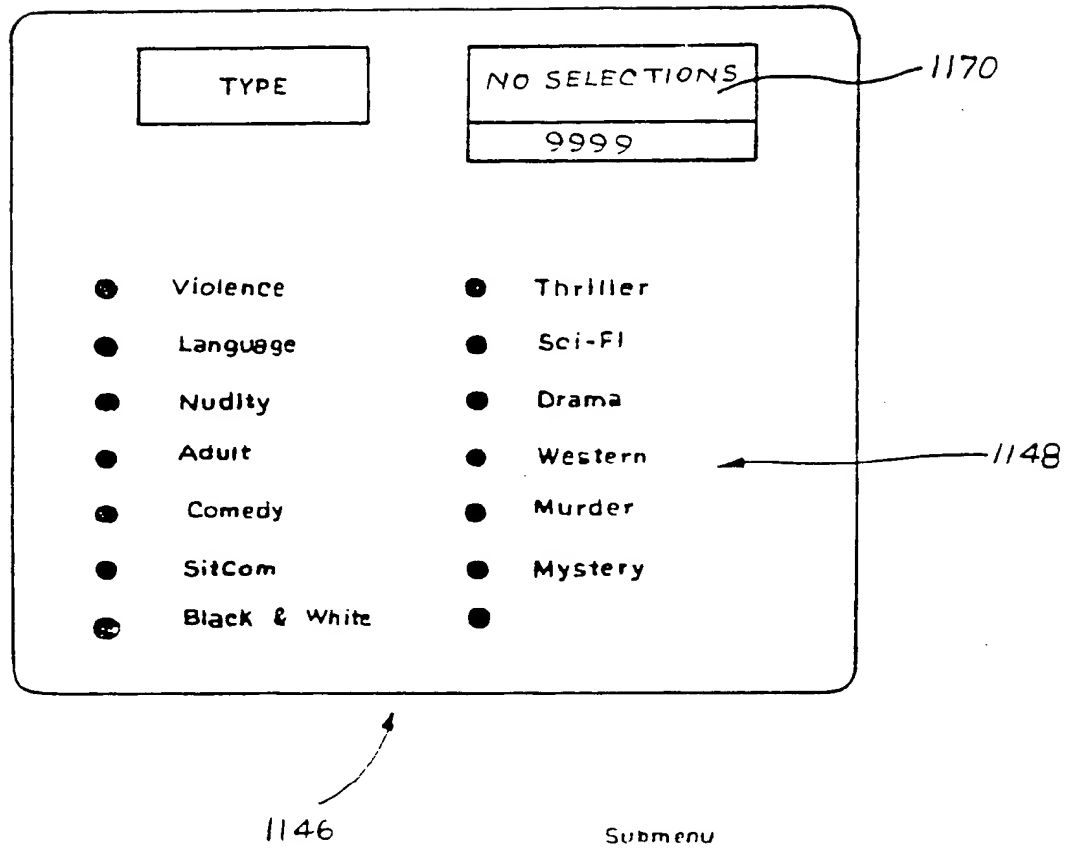 TYPE
NO SELECTIONS
9999
1170
Violence
Language
Nudity
Adult
Comedy
SitCom
Black & White
Thriller
Sci-Fi
Drama
Western
Murder
Mystery
1148
1146
Submenu